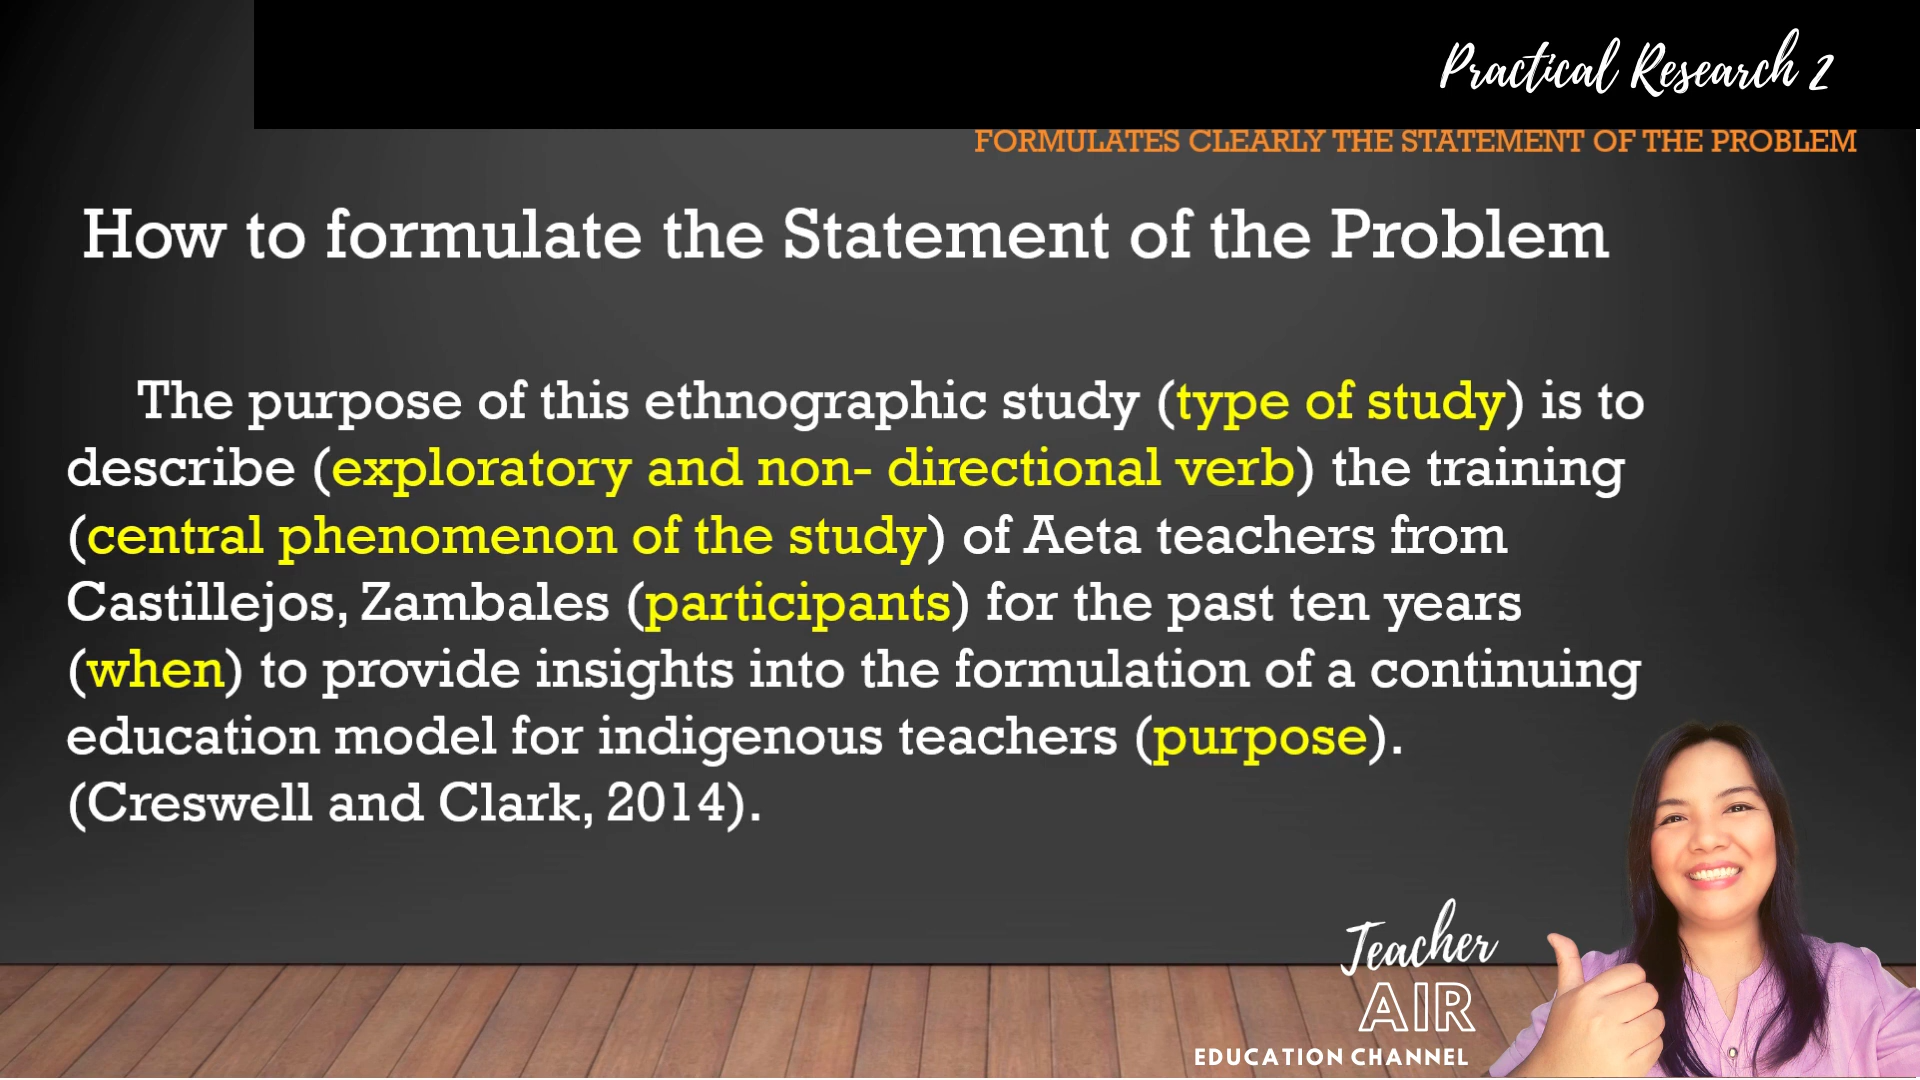 Practical Research 2
FORMULATES CLEARLY THE STATEMENT OF THE PROBLEM
How to formulate the Statement of the Problem
The purpose of this ethnographic study (type of study) is to
describe (exploratory and non- directional verb) the training
(central phenomenon of the study) of Aeta teachers from
Castillejos, Zambales (participants) for the past ten years
(when) to provide insights into the formulation of a continuing
education model for indigenous teachers (purpose).
(Creswell and Clark, 2014).
Teacher
AIR
EDUCATION CHANNEL